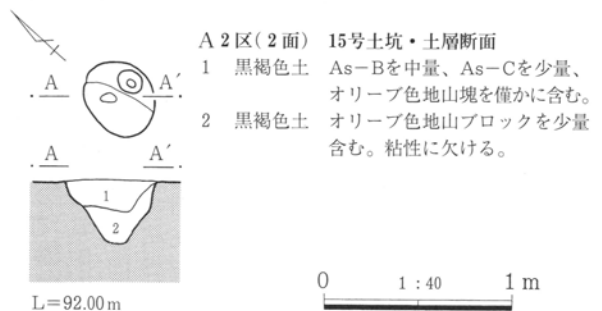 A 2区(2面) 15号土坑・土層断面
1 黒褐色土 As－Bを中量、As－Cを少量、
オリーブ色地山塊を僅かに含む。
2 黒褐色土 オリーブ色地山ブロックを少量
含む。粘性に欠ける。
A A′
A A′
1
2
L＝92.00m
0 1:40 1m